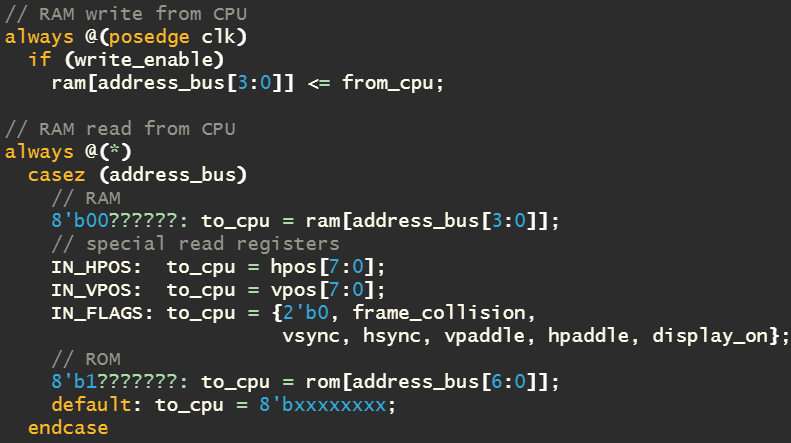 // RAM write from CPU
always @(posedge clk)
  if (write_enable)
    ram[address_bus[3:0]] <= from_cpu;

// RAM read from CPU
always @(*)
  casez (address_bus)
    // RAM
    8'b00??????: to_cpu = ram[address_bus[3:0]];
    // special read registers
    IN_HPOS:  to_cpu = hpos[7:0];
    IN_VPOS:  to_cpu = vpos[7:0];
    IN_FLAGS: to_cpu = {2'b0, frame_collision,
                        vsync, hsync, vpaddle, hpaddle, display_on};
    // ROM
    8'b1???????: to_cpu = rom[address_bus[6:0]];
    default: to_cpu = 8'bxxxxxxxx;
  endcase